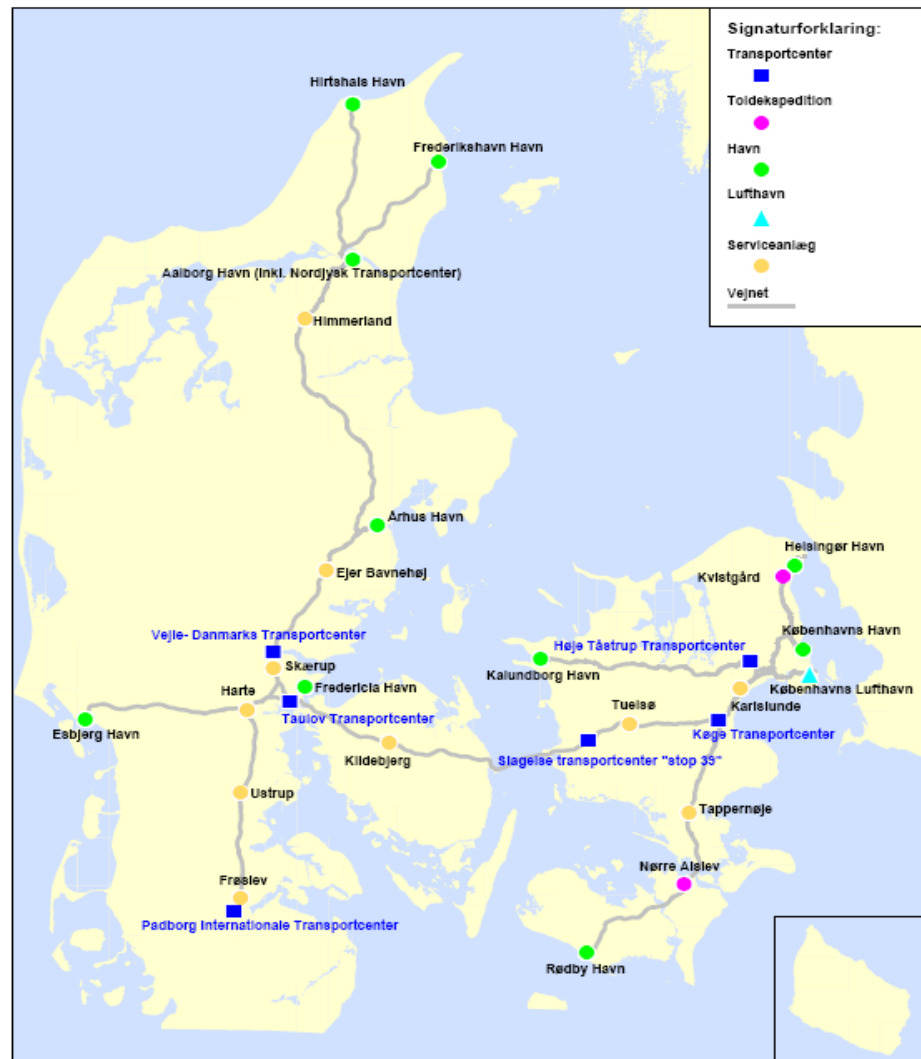 Signaturforklaring:
Transportcenter
Toldekspedition
Havn
Lufthavn
Serviceanlæg
Vejnet
Hirtshals Havn
Frederikshavn Havn
Aalborg Havn (inkl. Nordjysk Transportcenter)
Himmerland
Århus Havn
Ejer Bavnehøj
Helsingør Havn
Kvistgård
Københavns Havn
Vejle- Danmarks Transportcenter
Høje Tåstrup Transportcenter
Skærup
Kalundborg Havn
Københavns Lufthavn
Fredericia Havn
Harte
Tuelsø
Karlslunde
Taulov Transportcenter
Esbjerg Havn
Køge Transportcenter
Kildebjerg
Slagelse transportcenter "stop 39"
Ustrup
Tappernøje
Nørre Alslev
Frøslev
Padborg Internationale Transportcenter
Rødby Havn